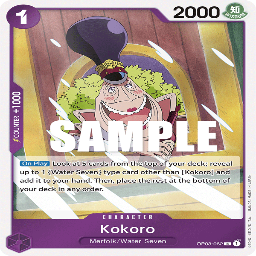 1
2000
知
COUNTER +1000
SAMPLE
On Play Look at 5 cards from the top of your deck; reveal
up to 1 {Water Seven} type card other than [Kokoro] and
add it to your hand. Then, place the rest at the bottom of
your deck in any order.
CHARACTER
Kokoro
Merfolk/Water Seven